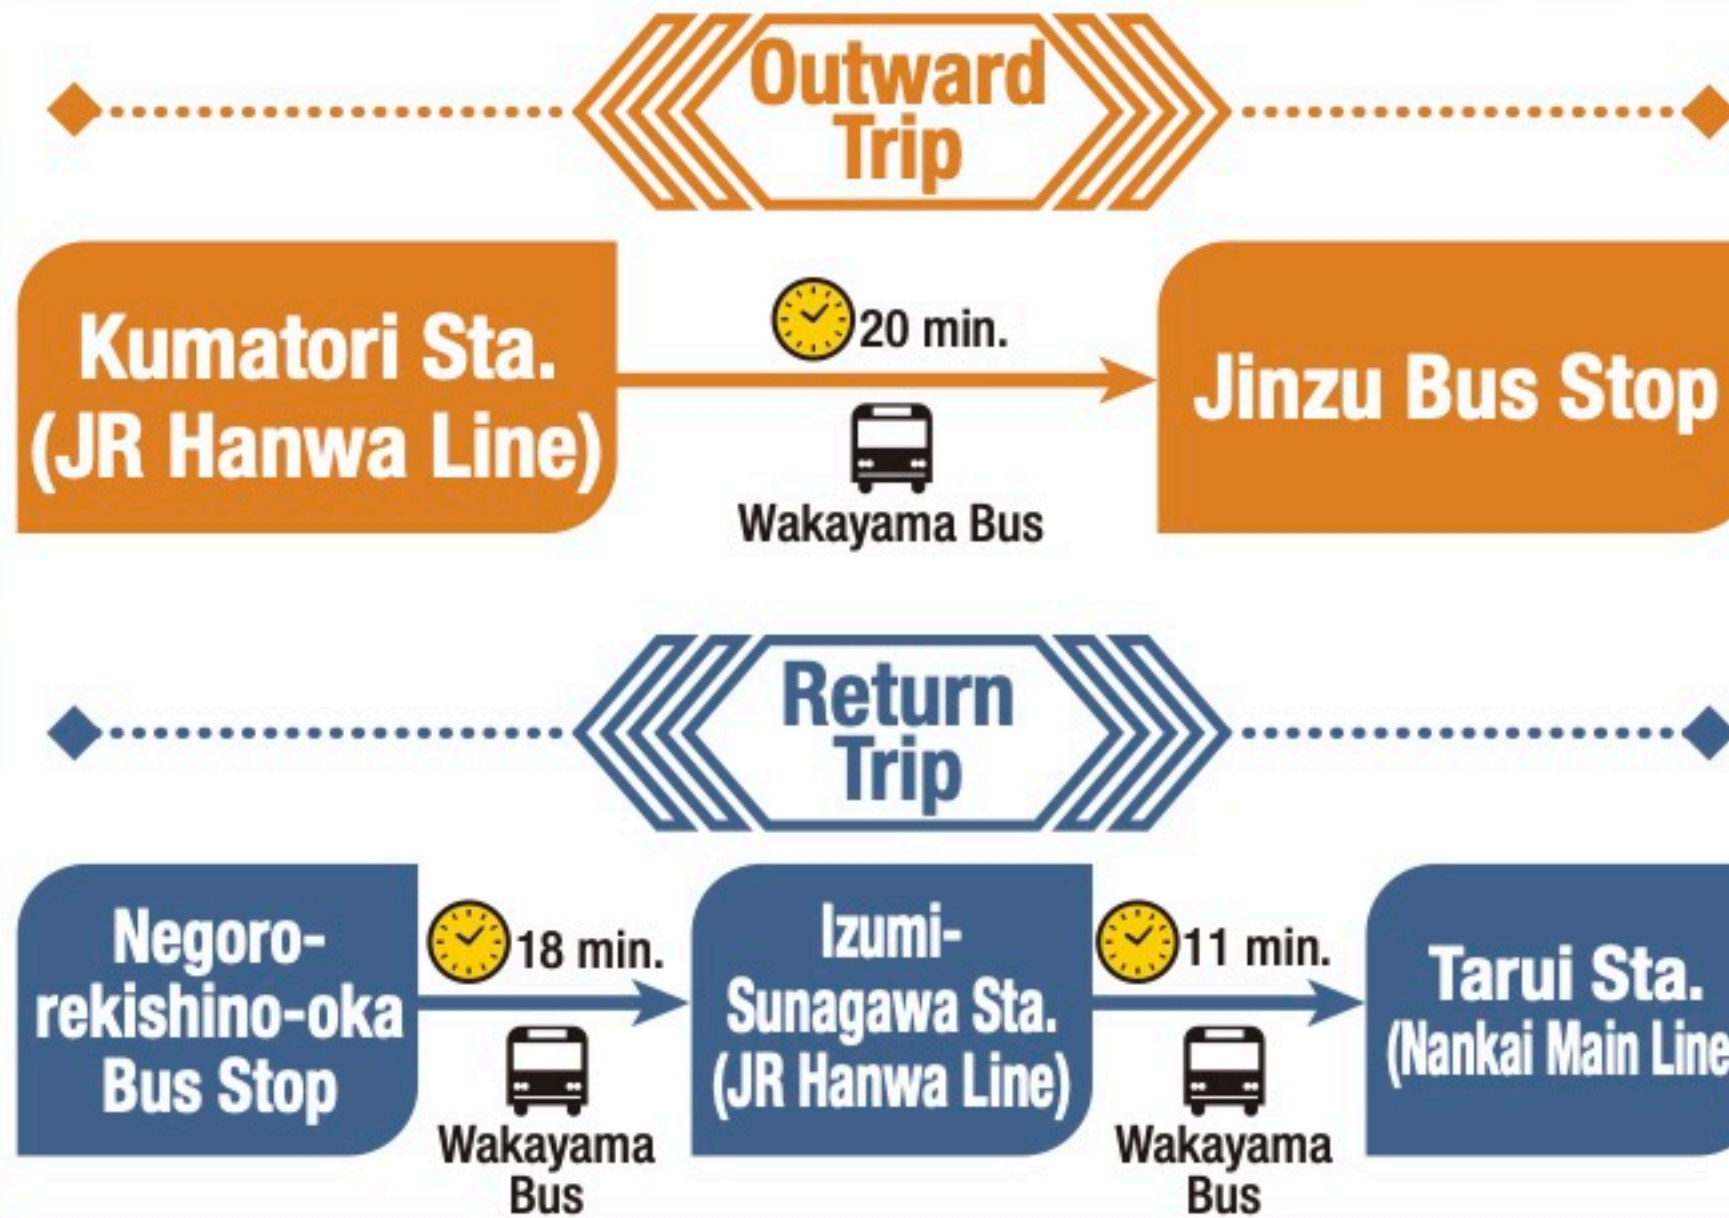 Outward
Trip
Kumatori Sta.
(JR Hanwa Line)
20 min.
Wakayama Bus
Jinzu Bus Stop
Return
Trip
Negoro-
rekishino-oka
Bus Stop
18 min.
Wakayama
Bus
Izumi-
Sunagawa Sta.
(JR Hanwa Line)
11 min.
Wakayama
Bus
Tarui Sta.
(Nankai Main Line